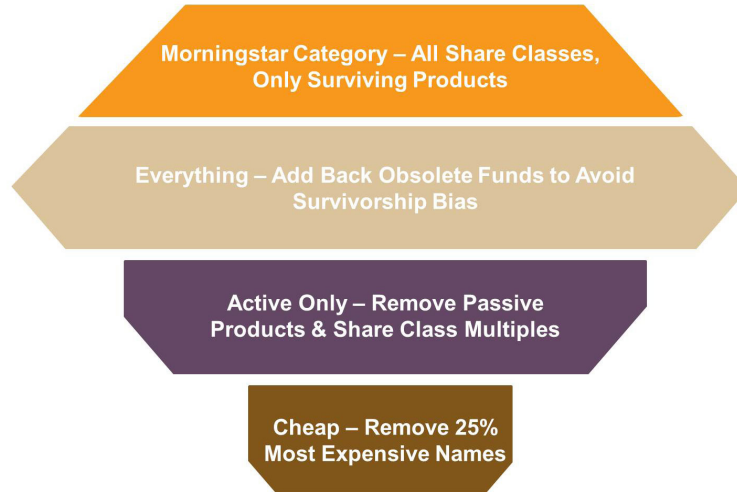 Morningstar Category – All Share Classes,
Only Surviving Products
Everything – Add Back Obsolete Funds to Avoid
Survivorship Bias
Active Only – Remove Passive
Products & Share Class Multiples
Cheap – Remove 25%
Most Expensive Names